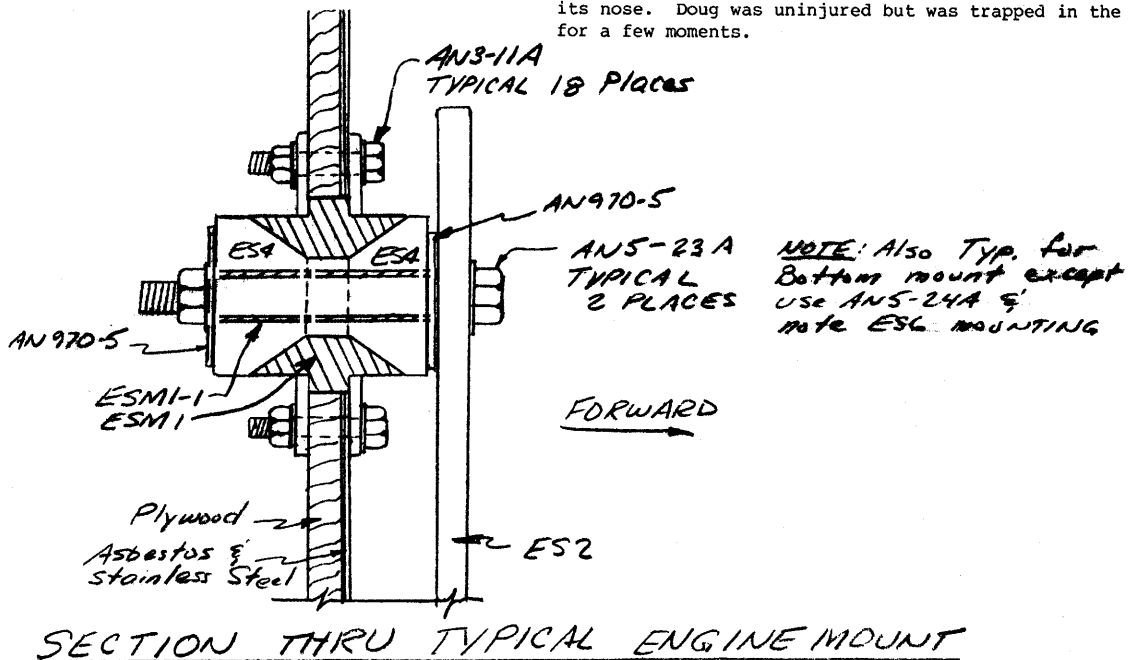 its nose. Doug was uninjured but was trapped in the
for a few moments.
AN3-11A
TYPICAL 18 Places
AN970-5
ES4
ES4
AN5-23A
TYPICAL
2 PLACES
NOTE: Also Typ. for
Bottom mount except
use AN5-24A &
note ES6 mounting
AN970-5
ESM1-1
ESM1
FORWARD
Plywood
Asbestos &
stainless Steel
ES2
SECTION THRU TYPICAL ENGINE MOUNT